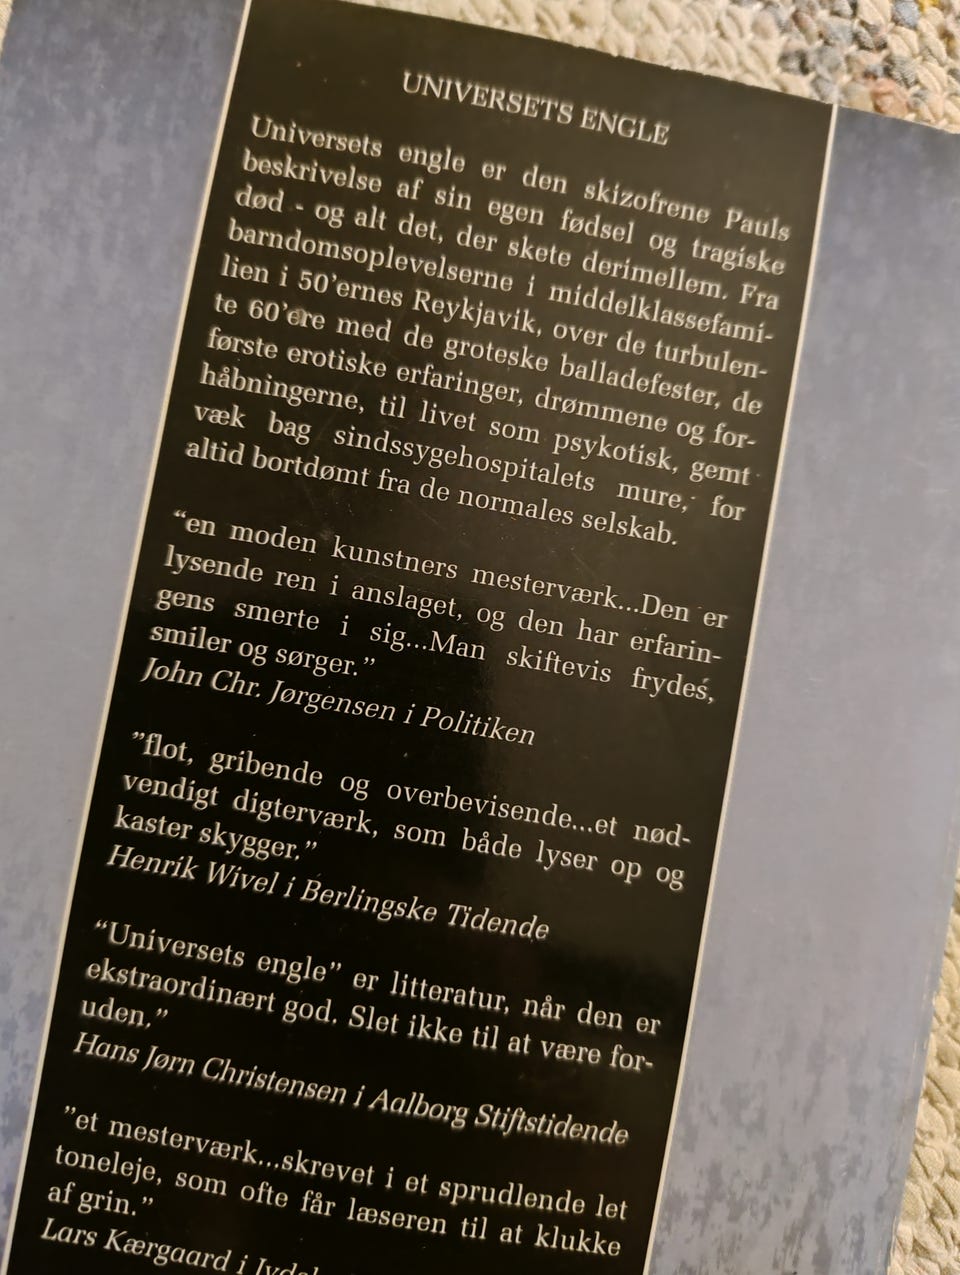 UNIVERSETS ENGLE
Universets engle er den skizofrene Pauls
beskrivelse af sin egen fødsel og tragiske
død - og alt det, der skete derimellem. Fra
barndomsoplevelserne i middelklassefami-
lien i 50'ernes Reykjavik, over de turbulen-
te 60'ere med de groteske balladefester, de
første erotiske erfaringer, drømmene og for-
håbningerne, til livet som psykotisk, gemt
væk bag sindssygehospitalets mure, for
altid bortdømt fra de normales selskab.
“en moden kunstners mesterværk...Den er
lysende ren i anslaget, og den har erfarin-
gens smerte i sig...Man skiftevis frydes,
smiler og sørger.”
John Chr. Jørgensen i Politiken
”flot, gribende og overbevisende...et nød-
vendigt digterværk, som både lyser op og
kaster skygger.”
Henrik Wivel i Berlingske Tidende
“Universets engle” er litteratur, når den er
ekstraordinært god. Slet ikke til at være for-
uden.”
Hans Jørn Christensen i Aalborg Stiftstidende
”et mesterværk...skrevet i et sprudlende let
toneleje, som ofte får læseren til at klukke
af grin.”
Lars Kærgaard i